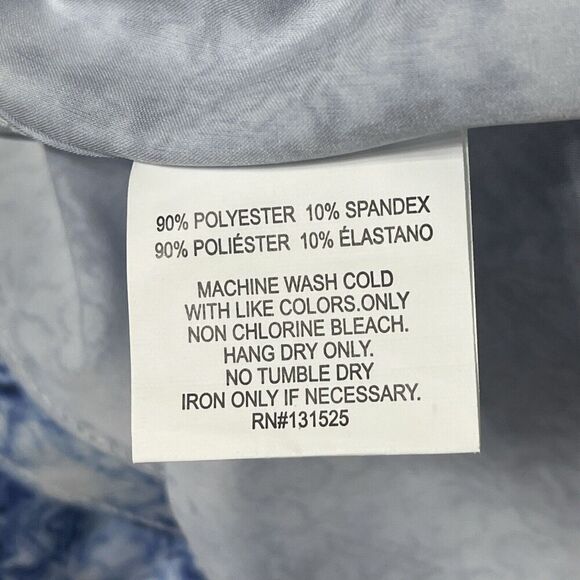 90% POLYESTER 10% SPANDEX
90% POLIÉSTER 10% ÉLASTANO
MACHINE WASH COLD
WITH LIKE COLORS.ONLY
NON CHLORINE BLEACH.
HANG DRY ONLY.
NO TUMBLE DRY
IRON ONLY IF NECESSARY.
RN#131525